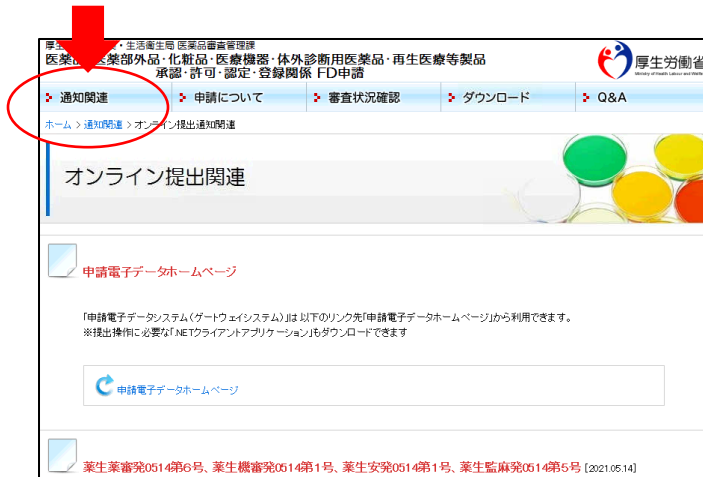 厚生・生活衛生局 医薬品審査管理課
医薬部外品・化粧品・医療機器・体外診断用医薬品・再生医療等製品
承認・許可・認定・登録関係 FD申請
厚生労働省
Ministry of Health, Labour and Welfare
通知関連
申請について
審査状況確認
ダウンロード
Q&A
ホーム > 通知関連 > オンライン提出通知関連
オンライン提出関連
申請電子データホームページ
「申請電子データシステム(ゲートウェイシステム)」は以下のリンク先「申請電子データホームページ」から利用できます。
※提出操作に必要な「.NETクライアントアプリケーション」もダウンロードできます
申請電子データホームページ
薬生薬審発0514第6号、薬生機審発0514第1号、薬生安発0514第1号、薬生監麻発0514第5号 [2021.05.14]